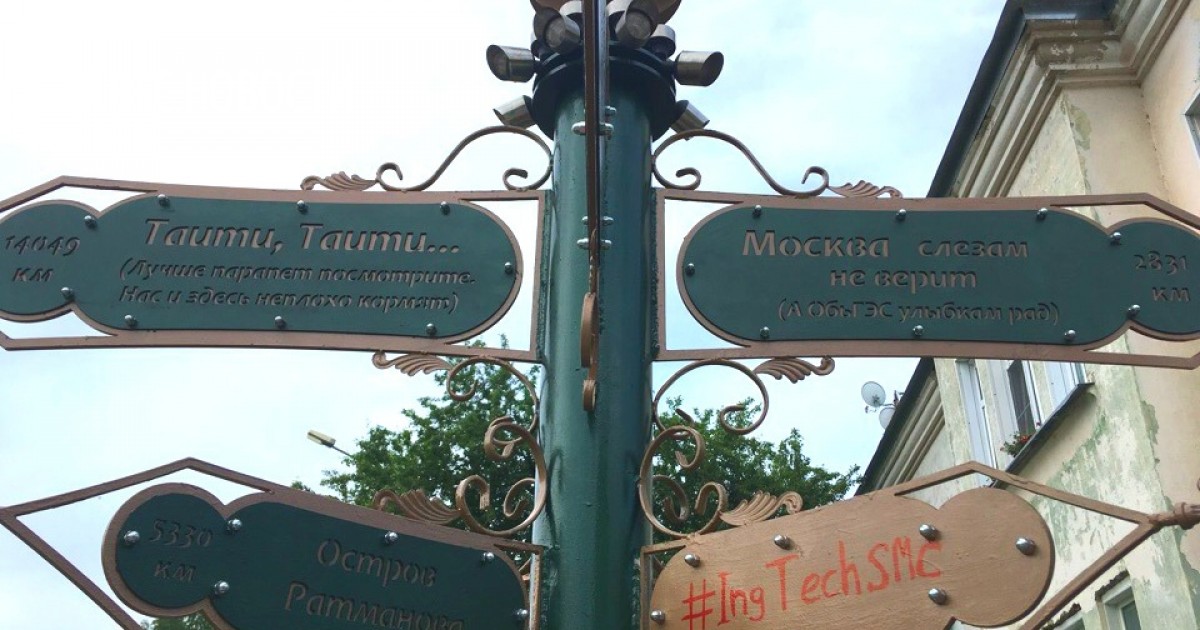 14049
км
Таити, Таити...
(Лучше парапет посмотрите.
Нас и здесь неплохо кормят)
Москва слезам
не верит
(А ОбьГЭС улыбкам рад)
2831
км
5330
км
Остров
Ратманова
#IngTechSMC